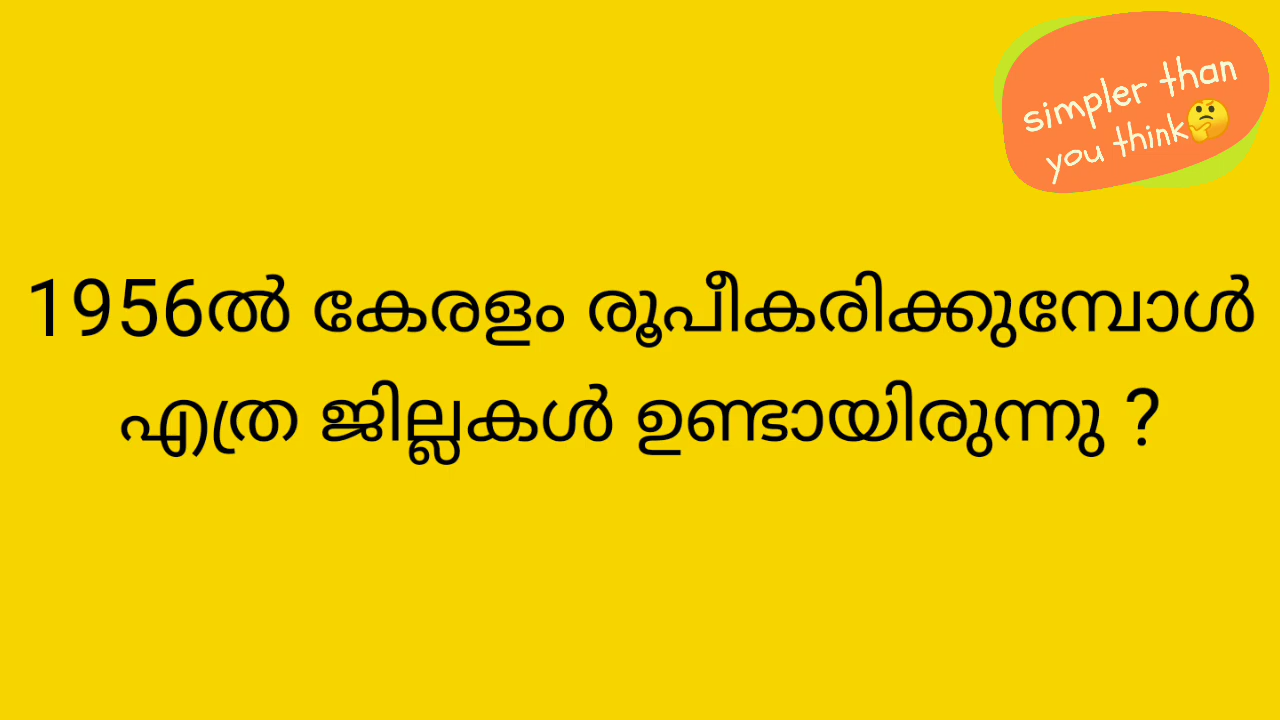 simpler than
you think🤔
1956ൽ കേരളം രൂപീകരിക്കുമ്പോൾ
എത്ര ജില്ലകൾ ഉണ്ടായിരുന്നു ?